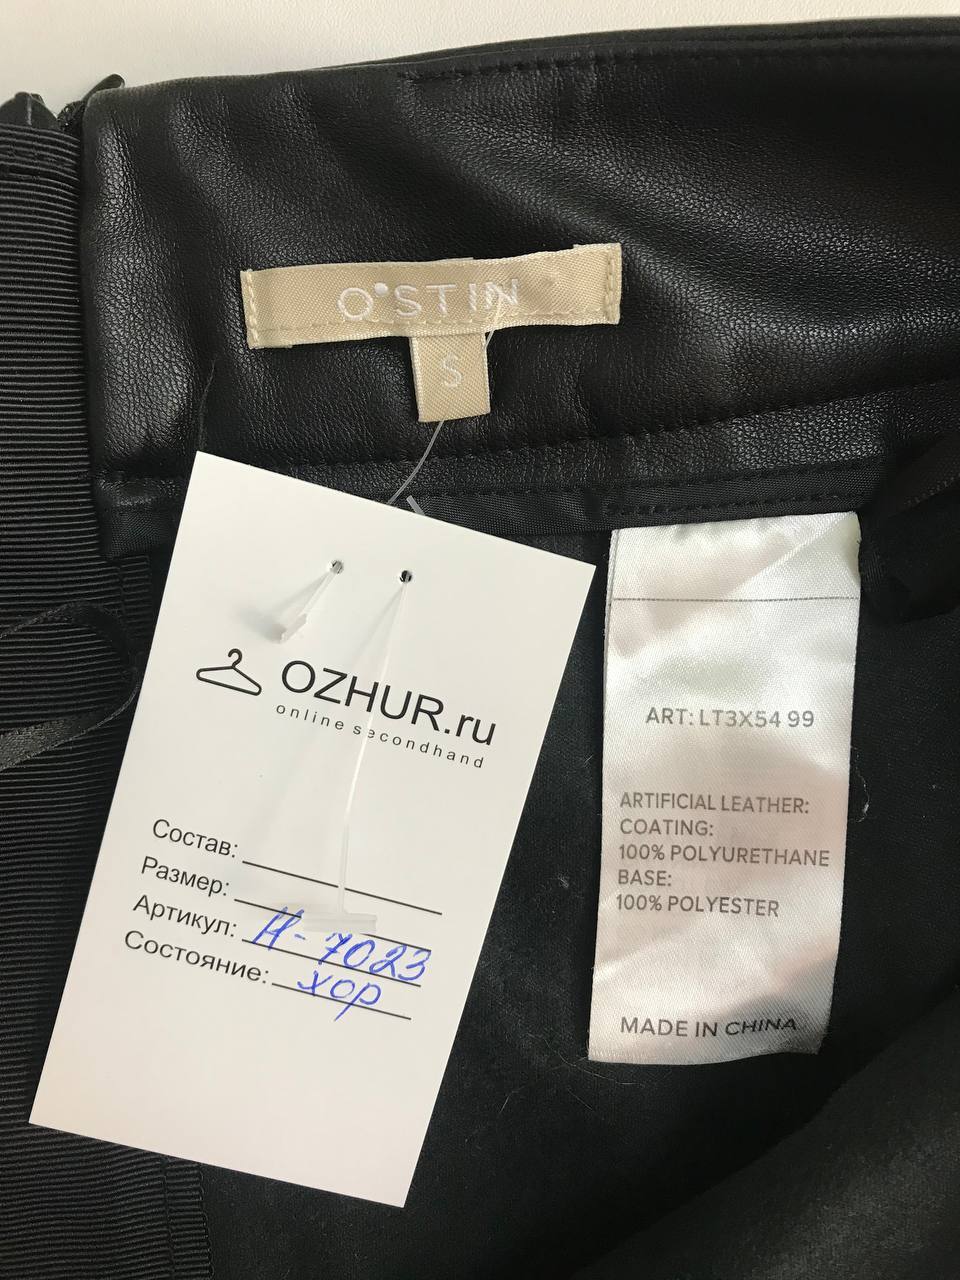 O'STIN
S
OZHUR.ru
online secondhand
Состав:
Размер:
Артикул: Н-7023
Состояние: хор
ART: LT3X54 99
ARTIFICIAL LEATHER:
COATING:
100% POLYURETHANE
BASE:
100% POLYESTER
MADE IN CHINA